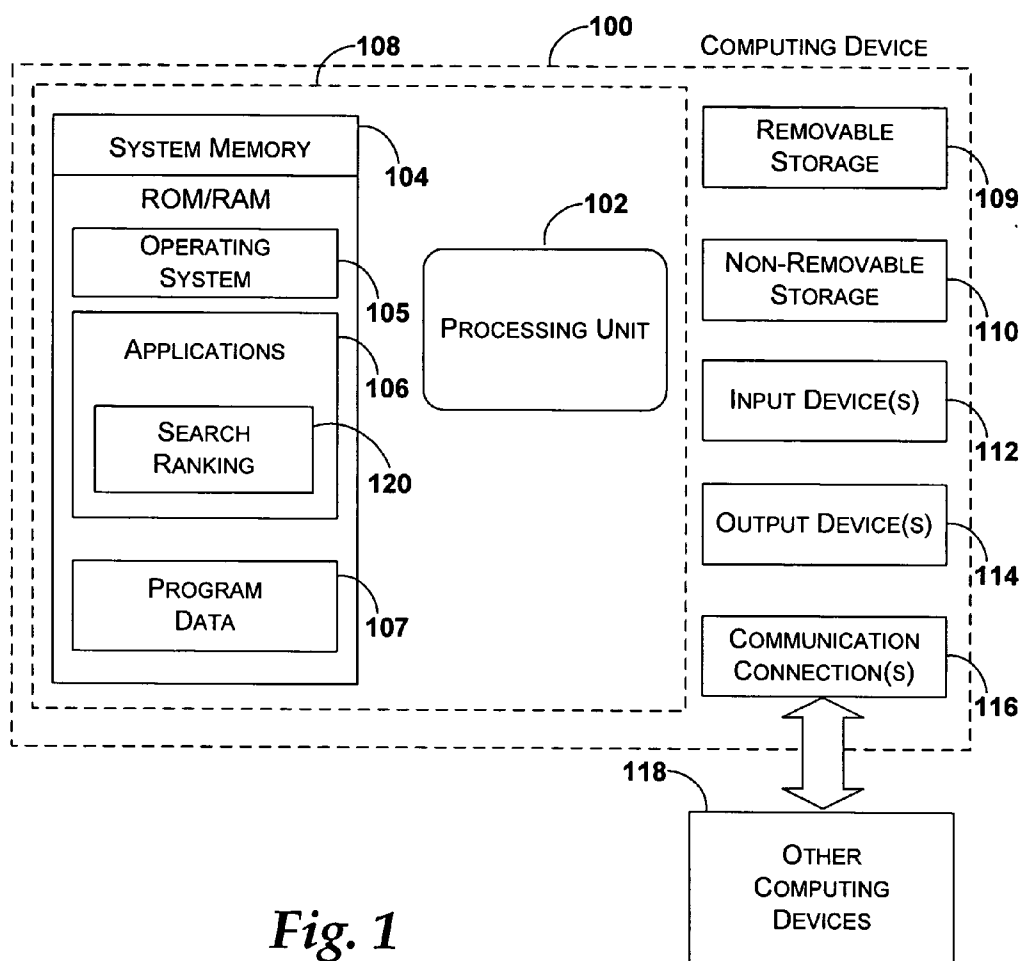 100
COMPUTING DEVICE
108
SYSTEM MEMORY
104
ROM/RAM
OPERATING
SYSTEM
105
APPLICATIONS
106
SEARCH
RANKING
120
PROGRAM
DATA
107
102
PROCESSING UNIT
REMOVABLE
STORAGE
109
NON-REMOVABLE
STORAGE
110
INPUT DEVICE(S)
112
OUTPUT DEVICE(S)
114
COMMUNICATION
CONNECTION(S)
116
118
OTHER
COMPUTING
DEVICES
Fig. 1